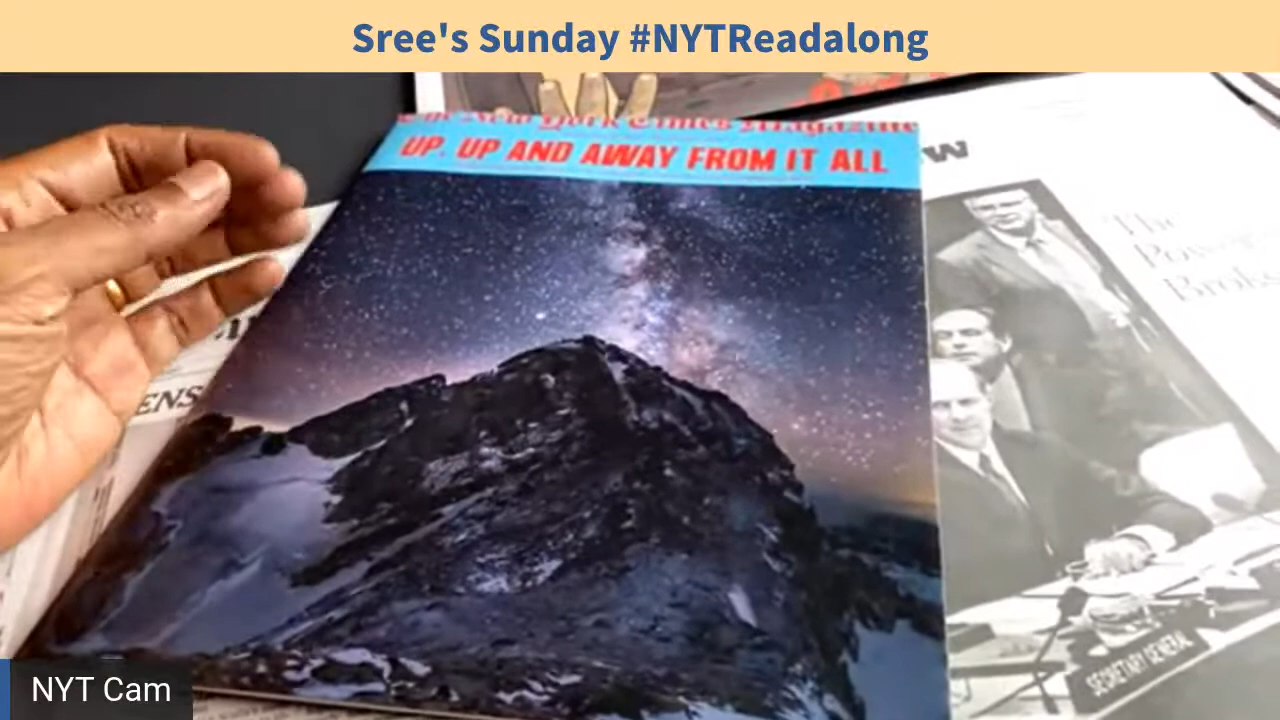 Sree's Sunday #NYTReadalong
The New York Times Magazine
UP, UP AND AWAY FROM IT ALL
The
Power
ENS
SECRETARY GENERAL
NYT Cam